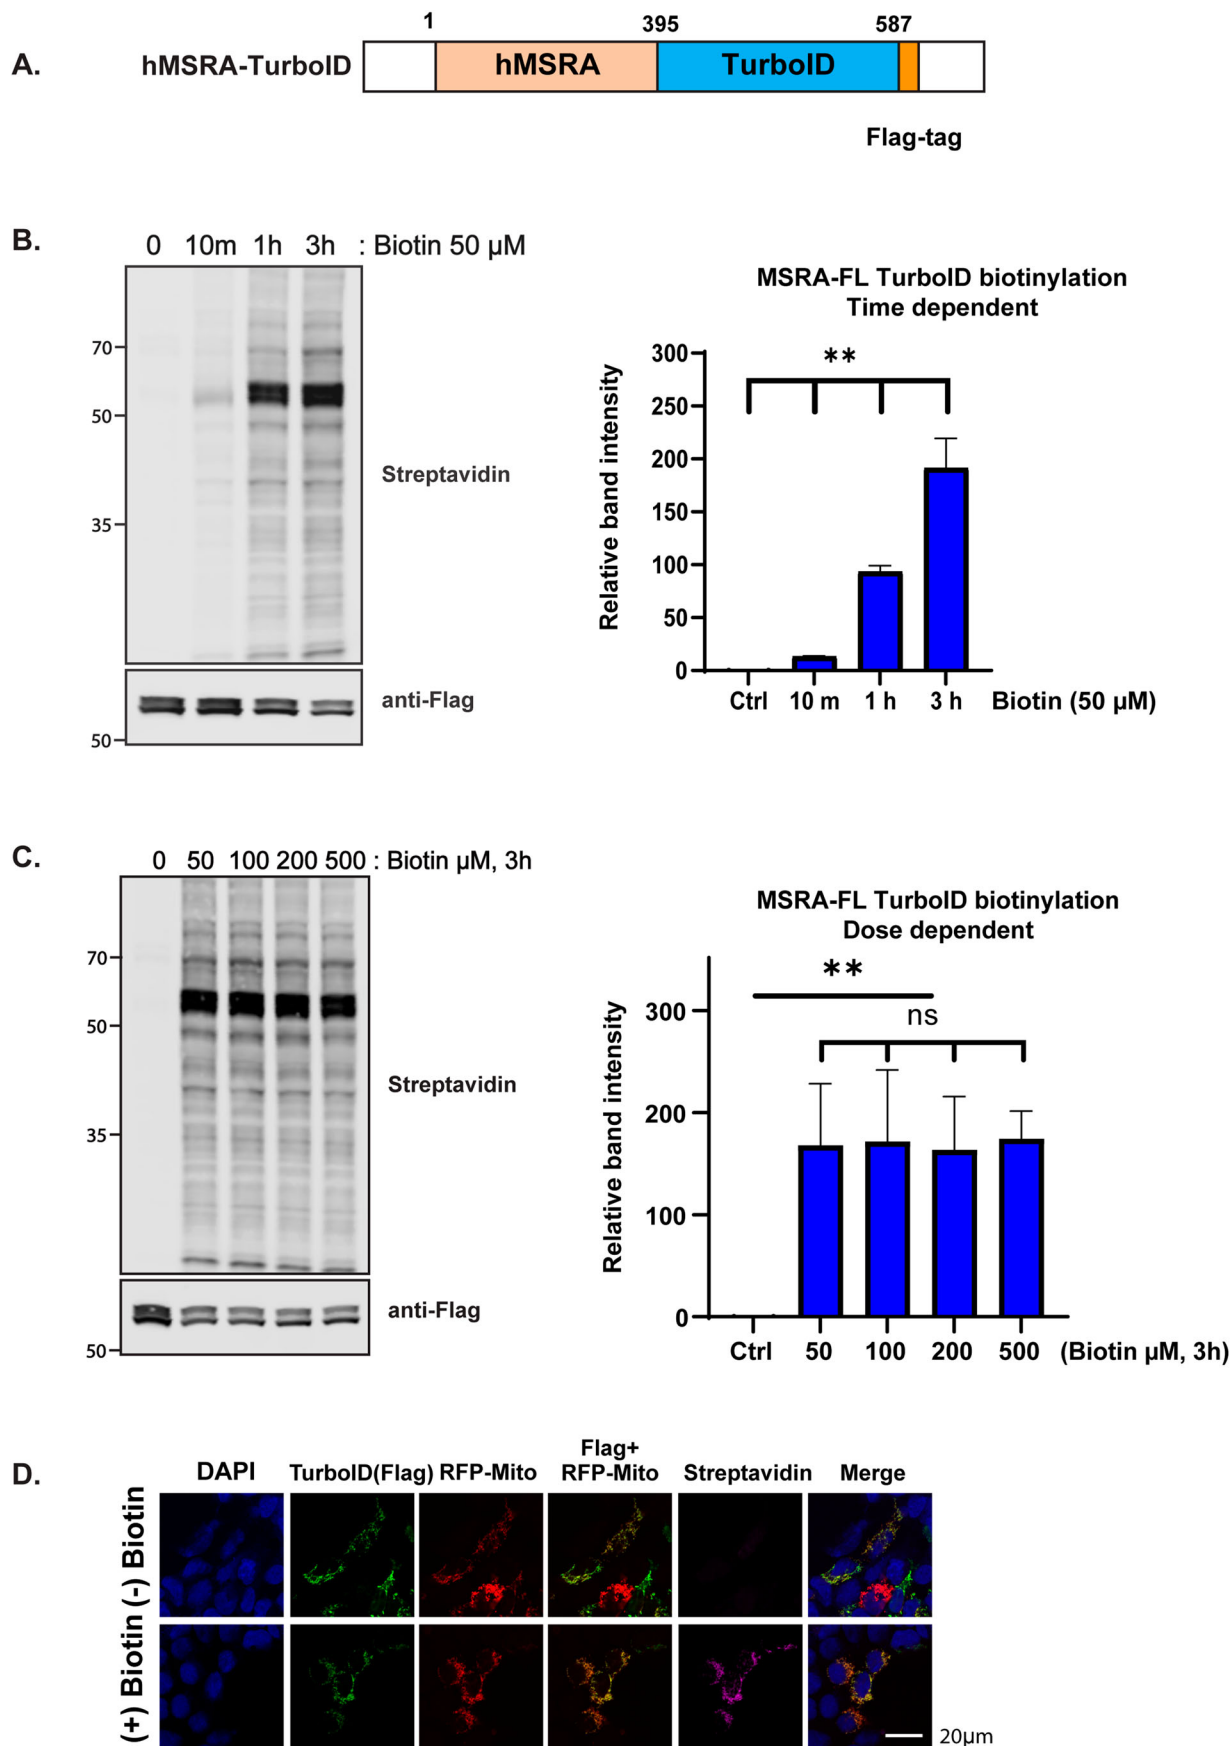 A.
1 395 587
hMSRA-TurboID hMSRA TurboID
Flag-tag
B.
0 10m 1h 3h : Biotin 50 µM
70
50
35
Streptavidin
anti-Flag
50
MSRA-FL TurboID biotinylation
Time dependent
**
Relative band intensity
300
250
200
150
100
50
0
Ctrl 10 m 1 h 3 h Biotin (50 µM)
C.
0 50 100 200 500 : Biotin µM, 3h
70
50
35
Streptavidin
anti-Flag
50
MSRA-FL TurboID biotinylation
Dose dependent
**
ns
Relative band intensity
300
200
100
0
Ctrl 50 100 200 500 (Biotin µM, 3h)
D.
DAPI TurboID(Flag) RFP-Mito Flag+
RFP-Mito Streptavidin Merge
(-) Biotin
(+) Biotin
20µm